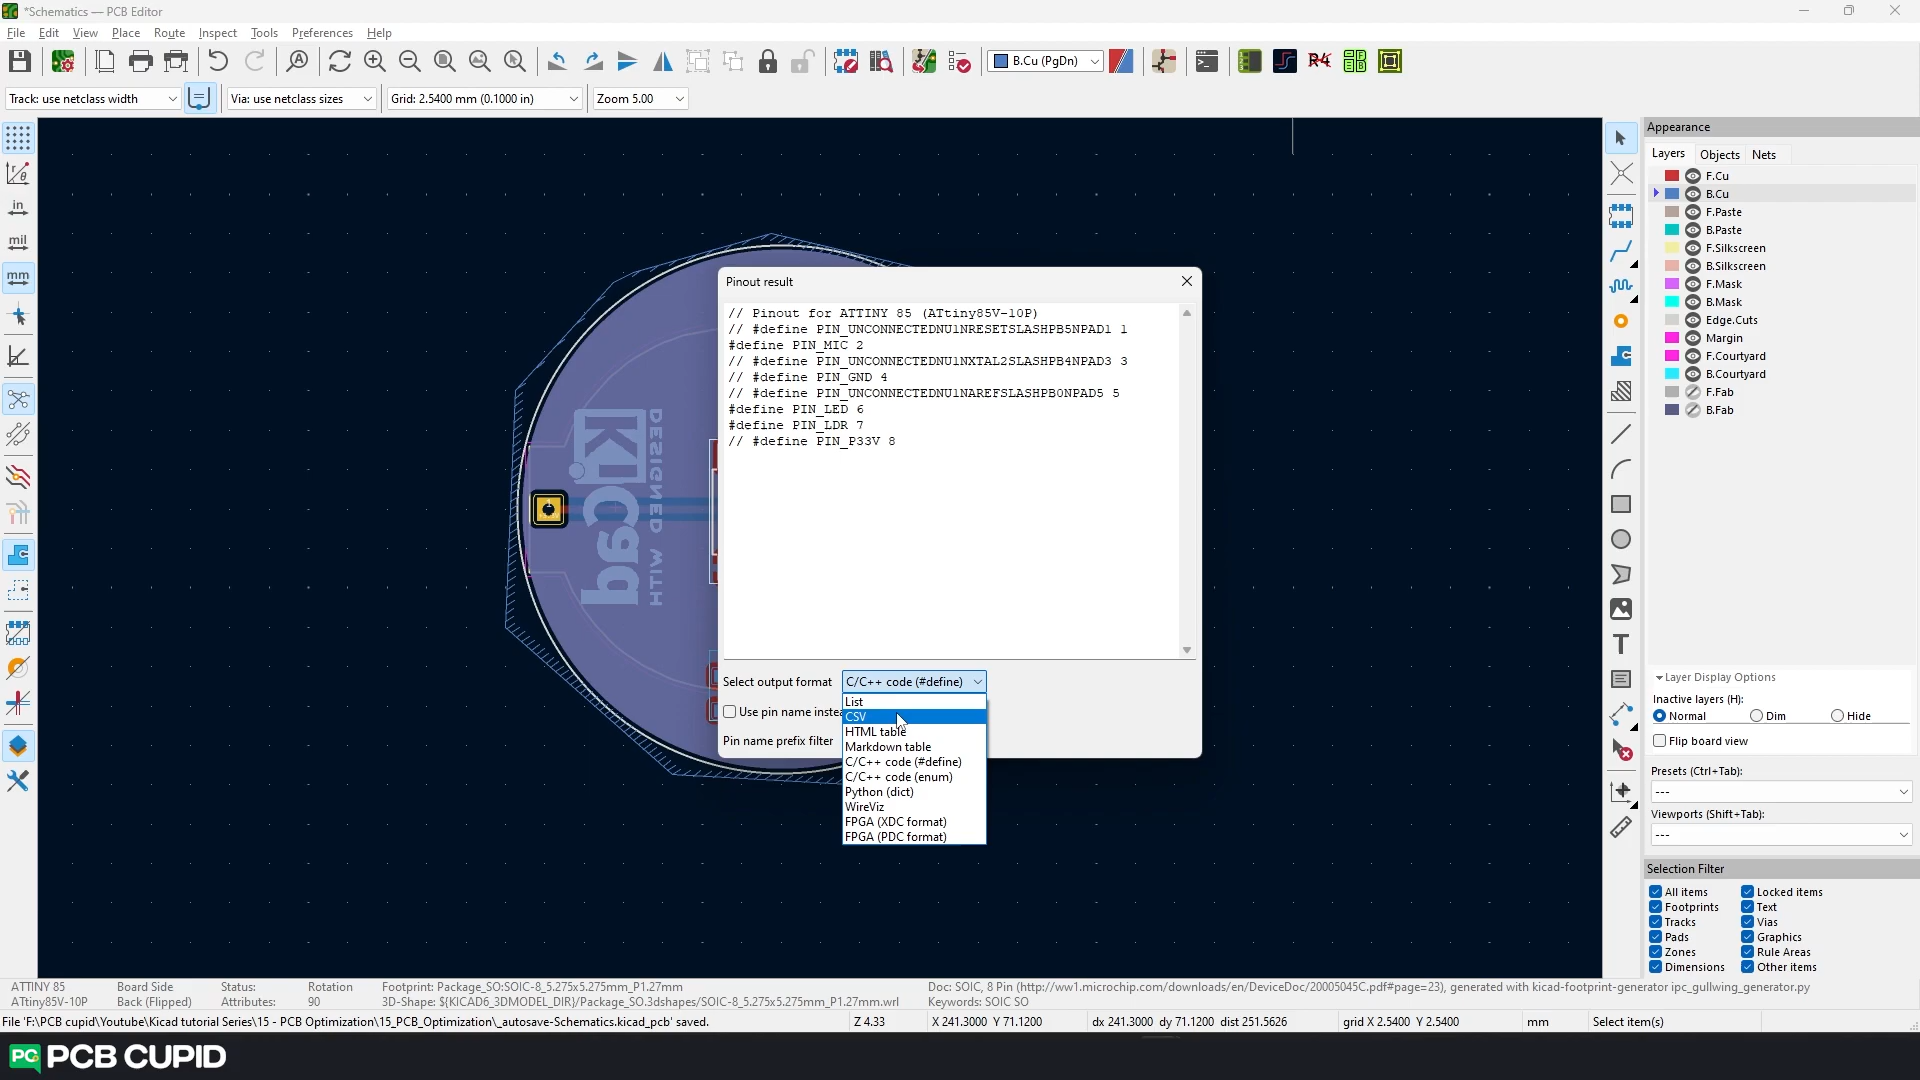 *Schematics — PCB Editor
File Edit View Place Route Inspect Tools Preferences Help
B.Cu (PgDn)
R4
Track: use netclass width
Via: use netclass sizes
Grid: 2.5400 mm (0.1000 in)
Zoom 5.00
in
mil
mm
KiCad
DESIGNED WITH
Pinout result
// Pinout for ATTINY 85 (ATtiny85V-10P)
// #define PIN_UNCONNECTEDNU1NRESETSLASHPB5NPAD1 1
#define PIN_MIC 2
// #define PIN_UNCONNECTEDNU1NXTAL2SLASHPB4NPAD3 3
// #define PIN_GND 4
// #define PIN_UNCONNECTEDNU1NAREFSLASHPB0NPAD5 5
#define PIN_LED 6
#define PIN_LDR 7
// #define PIN_P33V 8
Select output format C/C++ code (#define)
Use pin name instea
Pin name prefix filter
List
CSV
HTML table
Markdown table
C/C++ code (#define)
C/C++ code (enum)
Python (dict)
WireViz
FPGA (XDC format)
FPGA (PDC format)
Appearance
Layers Objects Nets
F.Cu
B.Cu
F.Paste
B.Paste
F.Silkscreen
B.Silkscreen
F.Mask
B.Mask
Edge.Cuts
Margin
F.Courtyard
B.Courtyard
F.Fab
B.Fab
Layer Display Options
Inactive layers (H):
Normal Dim Hide
Flip board view
Presets (Ctrl+Tab):
---
Viewports (Shift+Tab):
---
Selection Filter
All items Locked items
Footprints Text
Tracks Vias
Pads Graphics
Zones Rule Areas
Dimensions Other items
ATTINY 85 Board Side Status: Rotation Footprint: Package_SO:SOIC-8_5.275x5.275mm_P1.27mm Doc: SOIC, 8 Pin (http://ww1.microchip.com/downloads/en/DeviceDoc/20005045C.pdf#page=23), generated with kicad-footprint-generator ipc_gullwing_generator.py
ATtiny85V-10P Back (Flipped) Attributes: 90 3D-Shape: ${KICAD6_3DMODEL_DIR}/Package_SO.3dshapes/SOIC-8_5.275x5.275mm_P1.27mm.wrl Keywords: SOIC SO
File 'F:\PCB cupid\Youtube\Kicad tutorial Series\15 - PCB Optimization\15_PCB_Optimization\_autosave-Schematics.kicad_pcb' saved. Z 4.33 X 241.3000 Y 71.1200 dx 241.3000 dy 71.1200 dist 251.5626 grid X 2.5400 Y 2.5400 mm Select item(s)
PCB CUPID